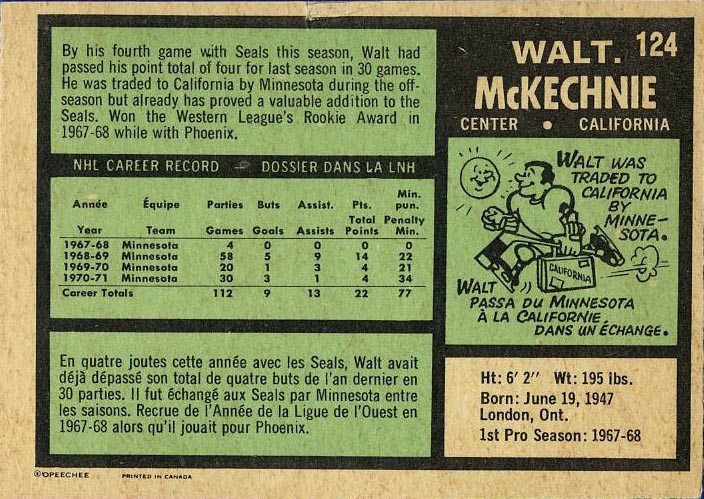 By his fourth game with Seals this season, Walt had
passed his point total of four for last season in 30 games.
He was traded to California by Minnesota during the off-
season but already has proved a valuable addition to the
Seals. Won the Western League's Rookie Award in
1967-68 while with Phoenix.
NHL CAREER RECORD — DOSSIER DANS LA LNH
Min.
Année Équipe Parties Buts Assist. Pts. pun.
Total Penalty
Year Team Games Goals Assists Points Min.
1967-68 Minnesota 4 0 0 0 0
1968-69 Minnesota 58 5 9 14 22
1969-70 Minnesota 20 1 3 4 21
1970-71 Minnesota 30 3 1 4 34
Career Totals 112 9 13 22 77
En quatre joutes cette année avec les Seals, Walt avait
déjà dépassé son total de quatre buts de l'an dernier en
30 parties. Il fut échangé aux Seals par Minnesota entre
les saisons. Recrue de l'Année de la Ligue de l'Ouest en
1967-68 alors qu'il jouait pour Phoenix.
©OPEECHEE PRINTED IN CANADA
124
WALT.
McKECHNIE
CENTER • CALIFORNIA
WALT WAS
TRADED TO
CALIFORNIA
BY
MINNE-
SOTA.
CALIFORNIA
WALT
PASSA DU MINNESOTA
À LA CALIFORNIE
DANS UN ÉCHANGE.
Ht: 6' 2" Wt: 195 lbs.
Born: June 19, 1947
London, Ont.
1st Pro Season: 1967-68